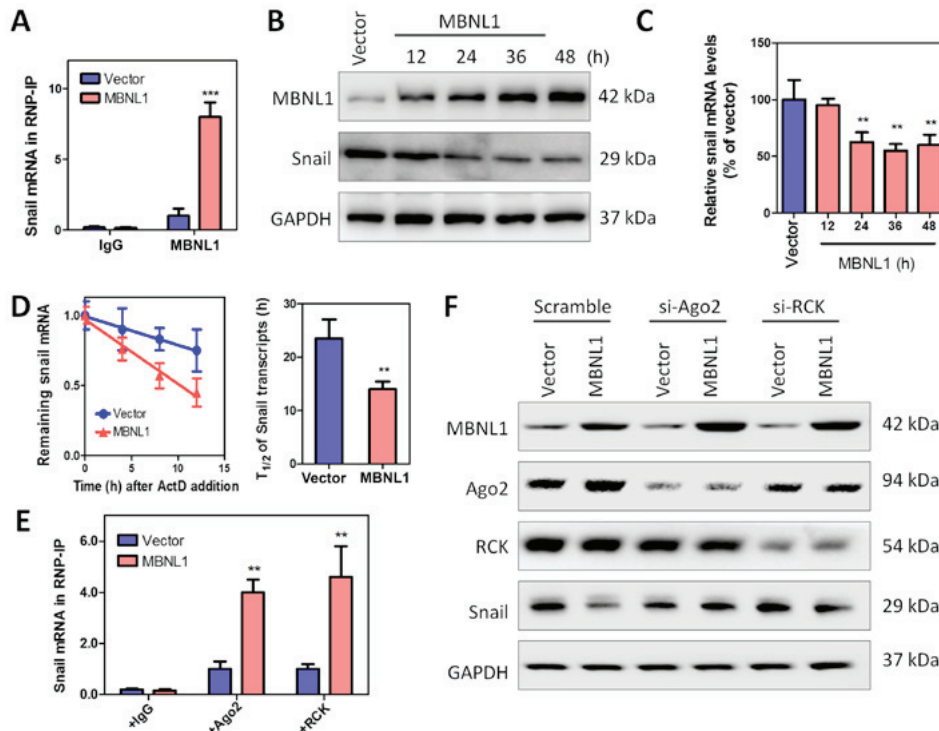 A
Snail mRNA in RNP-IP
10
5
0
Vector
MBNL1
***
IgG
MBNL1
B
Vector
MBNL1
12 24 36 48 (h)
MBNL1 42 kDa
Snail 29 kDa
GAPDH 37 kDa
C
Relative snail mRNA levels
(% of vector)
150
100
50
0
** ** **
Vector
12 24 36 48
MBNL1 (h)
D
Remaining snail mRNA
1.0
0.5
0.0
Vector
MBNL1
0 5 10 15
Time (h) after ActD addition
T1/2 of Snail transcripts (h)
30
20
10
0
**
Vector MBNL1
E
Snail mRNA in RNP-IP
6.0
4.0
2.0
0.0
Vector
MBNL1
** **
+IgG
+Ago2
+RCK
F
Scramble si-Ago2 si-RCK
Vector MBNL1 Vector MBNL1 Vector MBNL1
MBNL1 42 kDa
Ago2 94 kDa
RCK 54 kDa
Snail 29 kDa
GAPDH 37 kDa